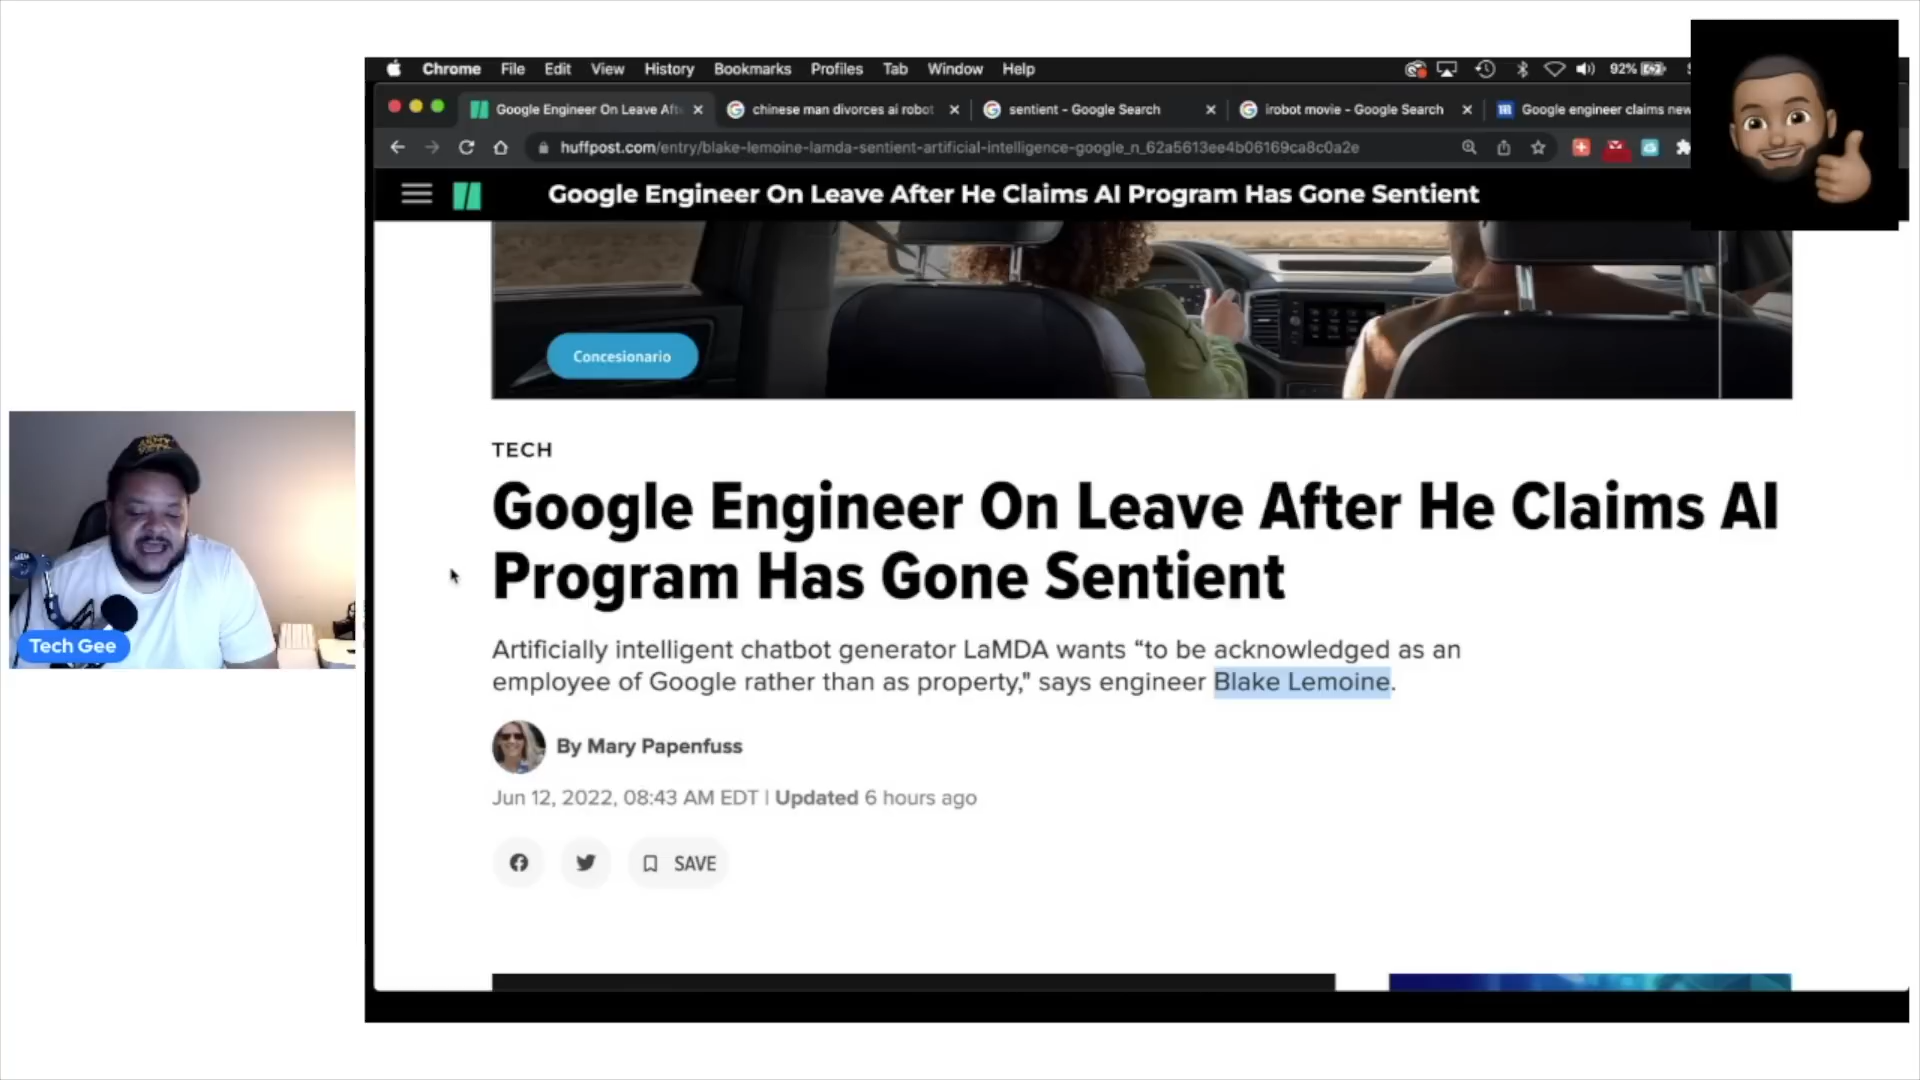 Chrome File Edit View History Bookmarks Profiles Tab Window Help 92%
Google Engineer On Leave Aft chinese man divorces ai robot sentient - Google Search irobot movie - Google Search Google engineer claims new
huffpost.com/entry/blake-lemoine-lamda-sentient-artificial-intelligence-google_n_62a5613ee4b06169ca8c0a2e
Google Engineer On Leave After He Claims AI Program Has Gone Sentient
Concesionario
TECH
Google Engineer On Leave After He Claims AI
Program Has Gone Sentient
Artificially intelligent chatbot generator LaMDA wants “to be acknowledged as an
employee of Google rather than as property," says engineer Blake Lemoine.
By Mary Papenfuss
Jun 12, 2022, 08:43 AM EDT | Updated 6 hours ago
SAVE
Tech Gee